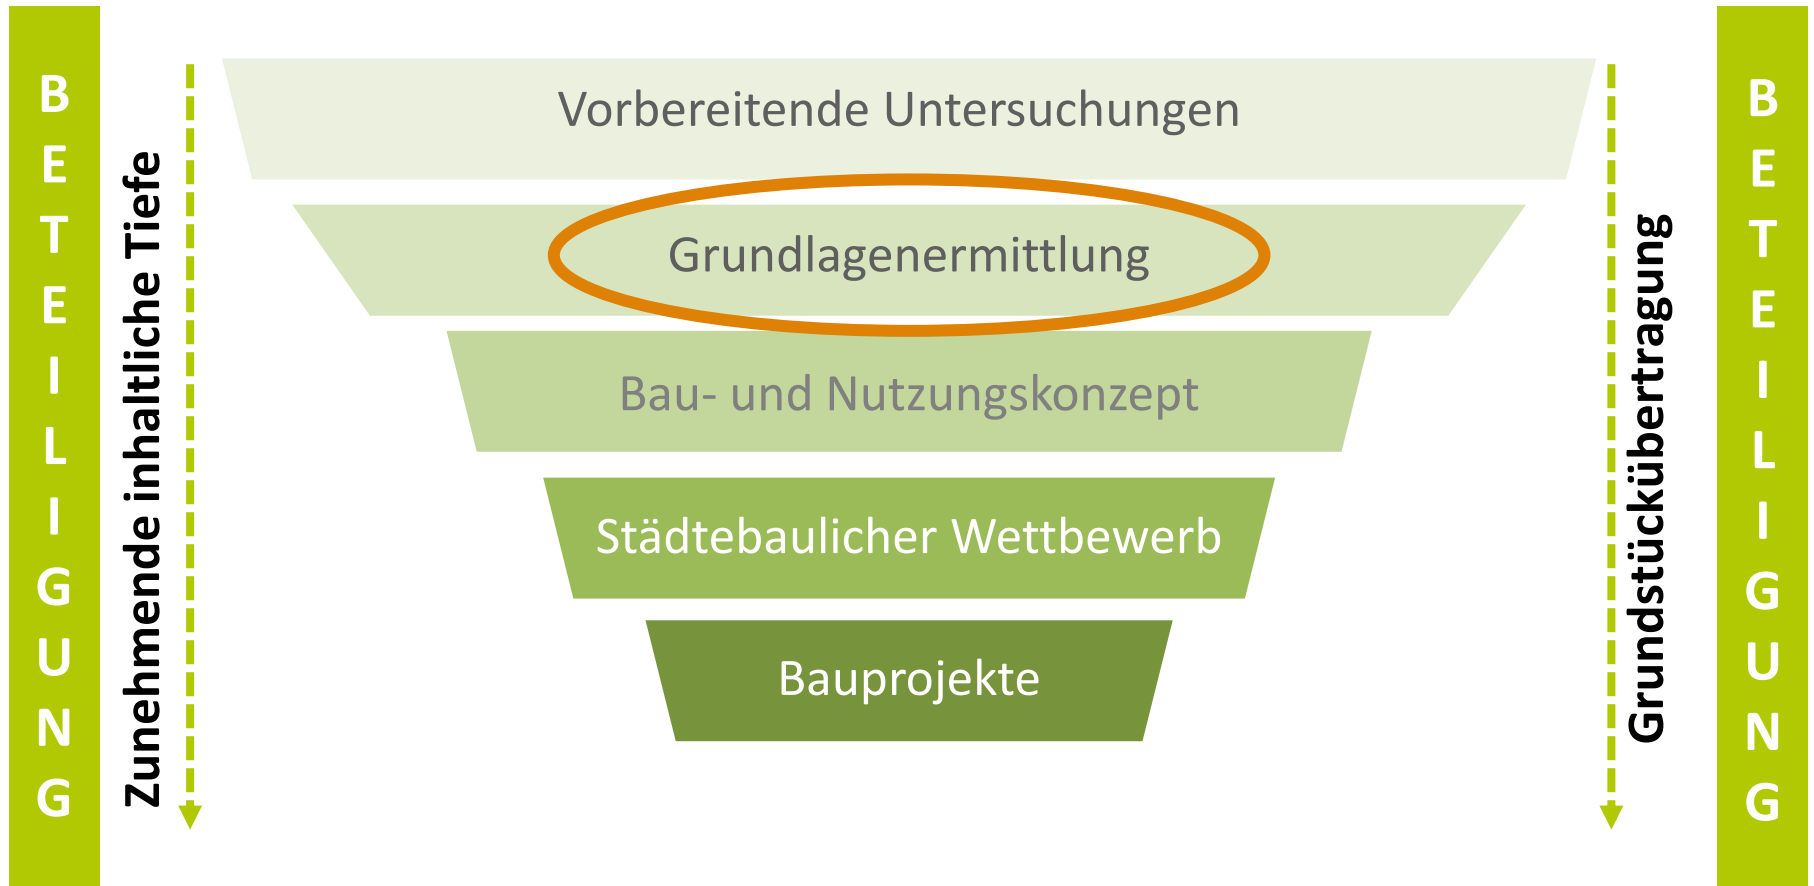 BETEILIGUNG
Zunehmende inhaltliche Tiefe
Vorbereitende Untersuchungen
Grundlagenermittlung
Bau- und Nutzungskonzept
Städtebaulicher Wettbewerb
Bauprojekte
Grundstückübertragung
BETEILIGUNG